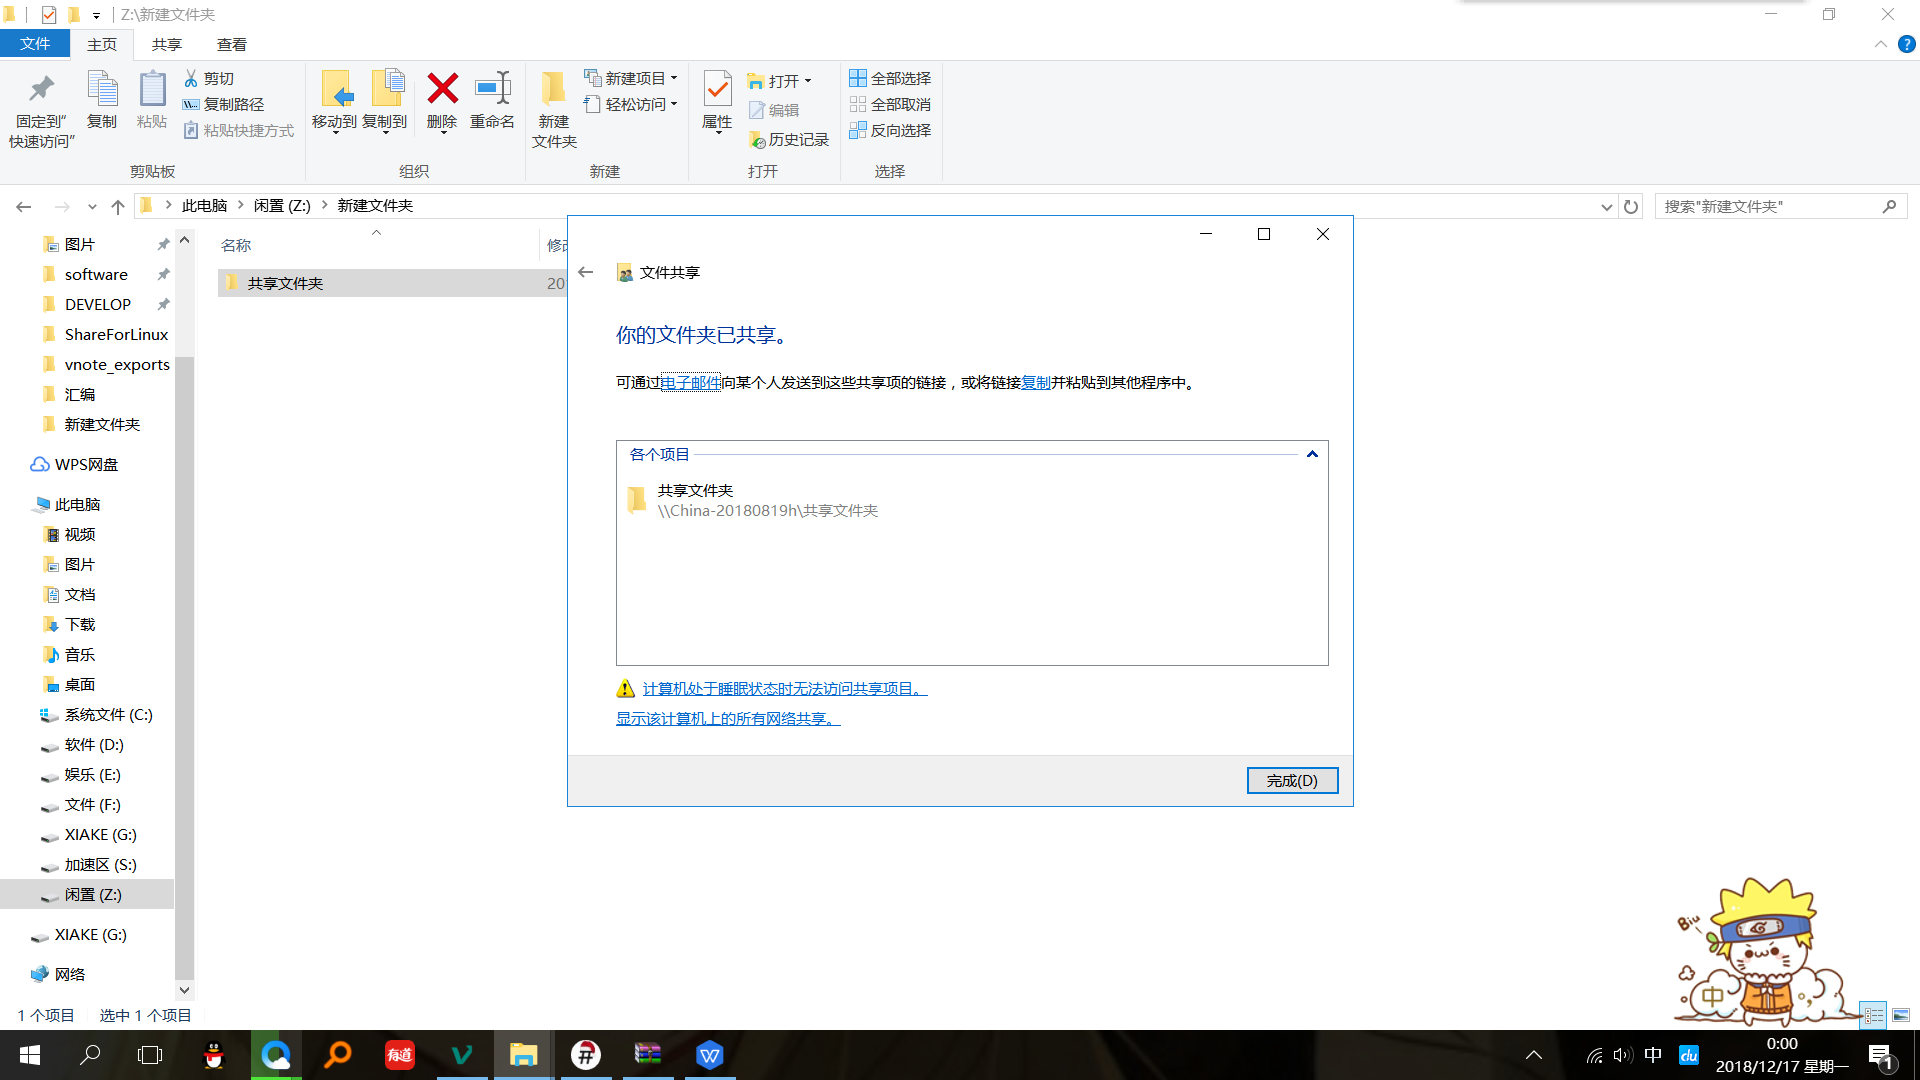 Z:\新建文件夹
文件
主页
共享
查看
固定到"快速访问"
复制
粘贴
剪切
复制路径
粘贴快捷方式
剪贴板
移动到
复制到
删除
重命名
组织
新建文件夹
新建项目
轻松访问
新建
属性
打开
编辑
历史记录
打开
全部选择
全部取消
反向选择
选择
此电脑
闲置 (Z:)
新建文件夹
搜索"新建文件夹"
图片
software
DEVELOP
ShareForLinux
vnote_exports
汇编
新建文件夹
WPS网盘
此电脑
视频
图片
文档
下载
音乐
桌面
系统文件 (C:)
软件 (D:)
娱乐 (E:)
文件 (F:)
XIAKE (G:)
加速区 (S:)
闲置 (Z:)
XIAKE (G:)
网络
名称
修改
共享文件夹
20
文件共享
你的文件夹已共享。
可通过电子邮件向某个人发送到这些共享项的链接，或将链接复制并粘贴到其他程序中。
各个项目
共享文件夹
\\China-20180819h\共享文件夹
计算机处于睡眠状态时无法访问共享项目。
显示该计算机上的所有网络共享。
完成(D)
Biu
中
1 个项目
选中 1 个项目
有道
中
du
0:00
2018/12/17 星期一
1